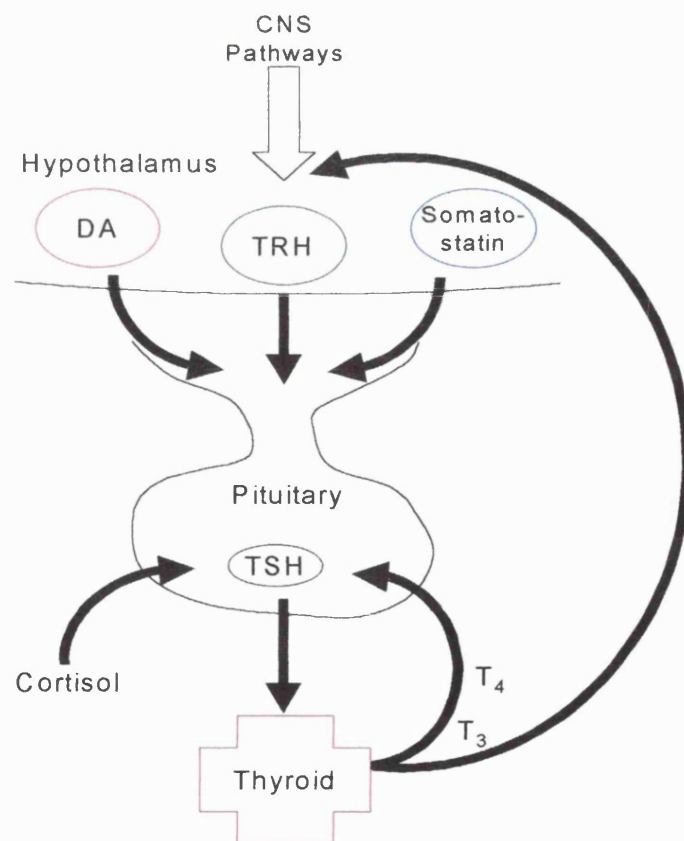 CNS
Pathways
Hypothalamus
DA
TRH
Somato-
statin
Pituitary
TSH
Cortisol
T₄
T₃
Thyroid